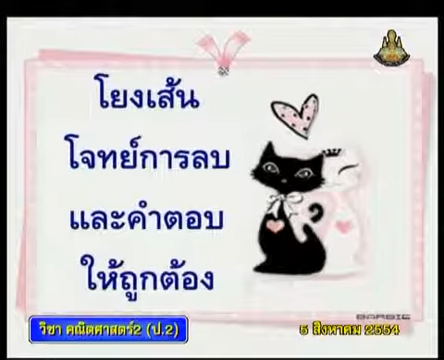 โยงเส้น
โจทย์การลบ
และคำตอบ
ให้ถูกต้อง
BARBIE
วิชา คณิตศาสตร์2 (ป.2)
5 สิงหาคม 2554